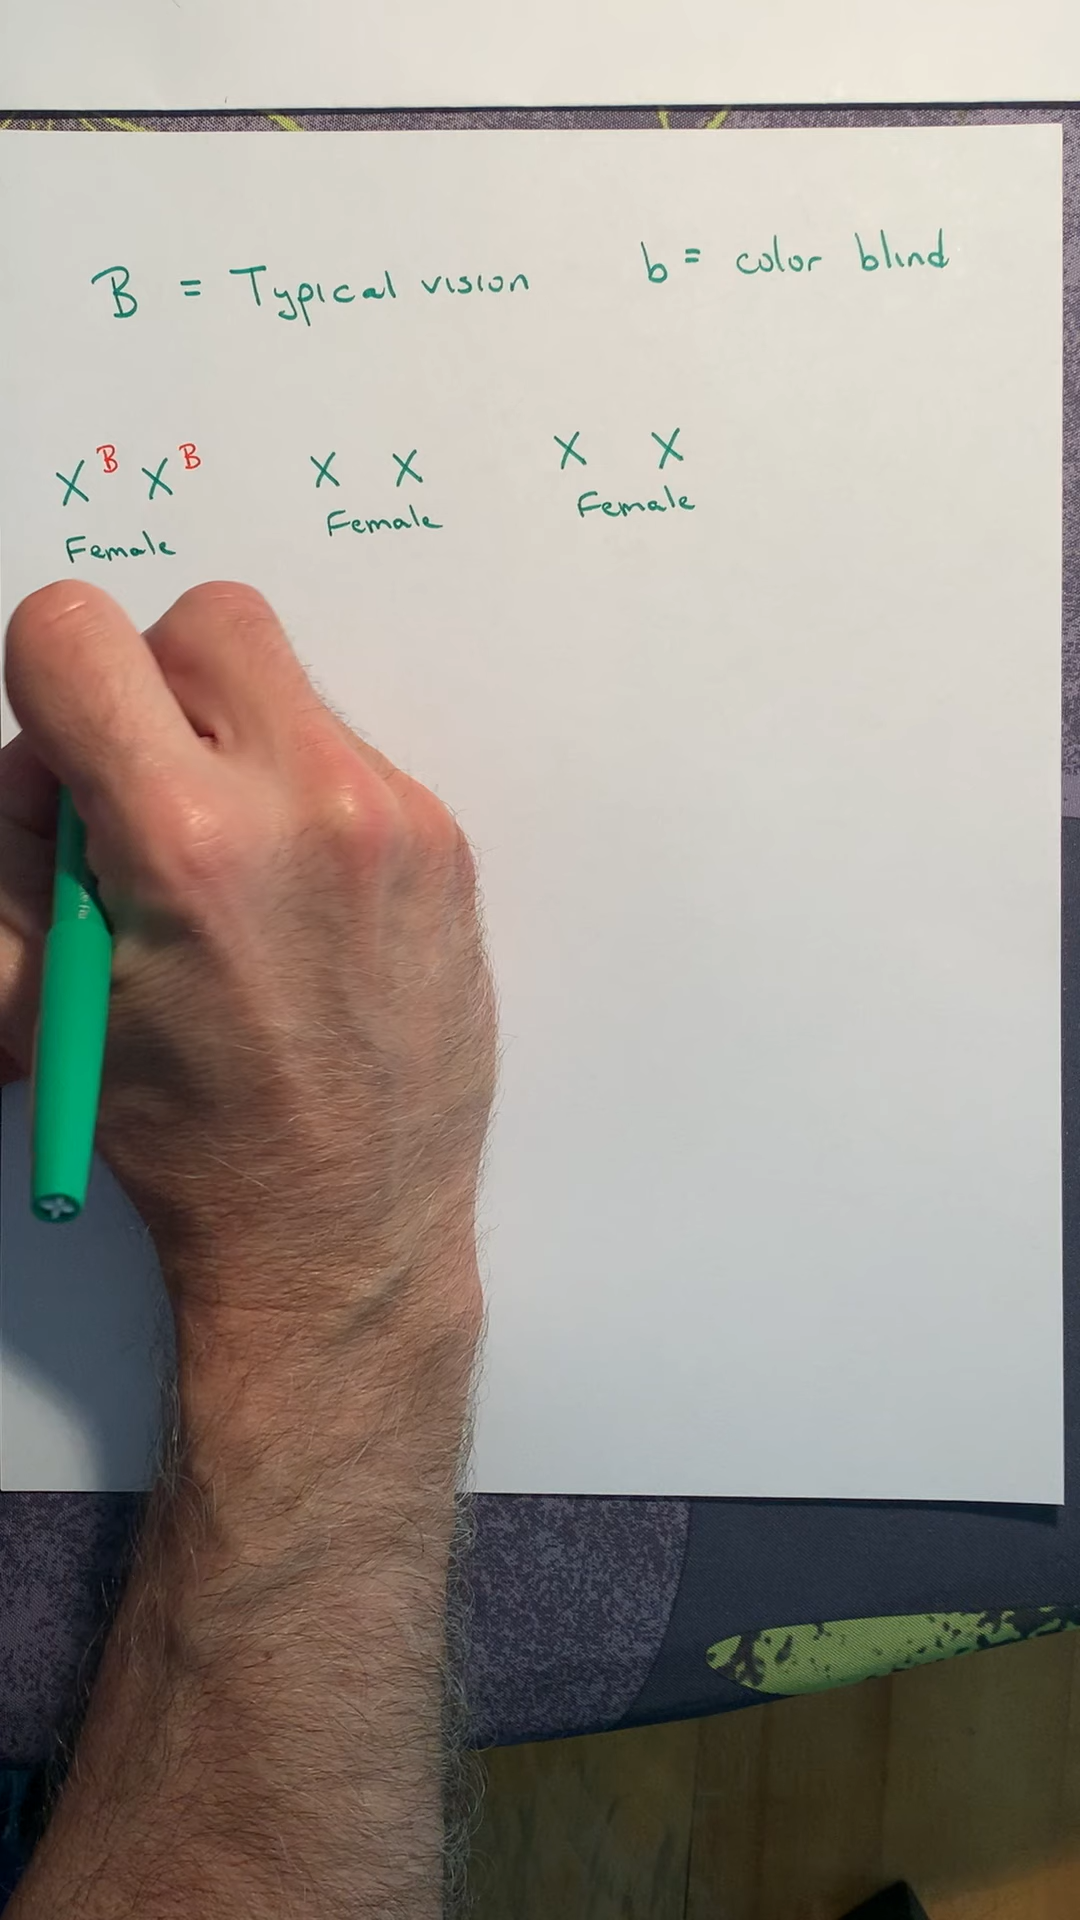 B = Typical vision b = color blind
X^B X^B X X X X
Female Female Female